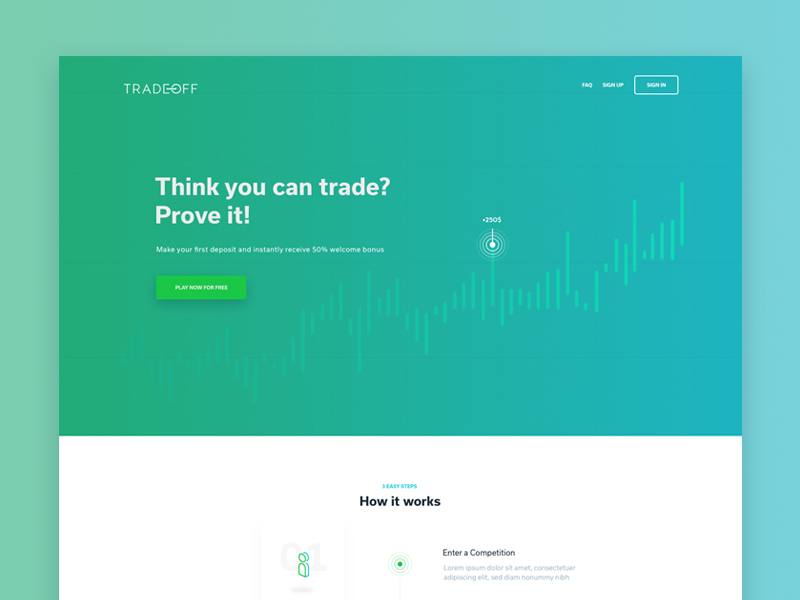 TRADEOFF
FAQ
SIGN UP
SIGN IN
Think you can trade?
Prove it!
Make your first deposit and instantly receive 50% welcome bonus
PLAY NOW FOR FREE
+250$
3 EASY STEPS
How it works
01
Enter a Competition
Lorem ipsum dolor sit amet, consectetuer
adipiscing elit, sed diam nonummy nibh